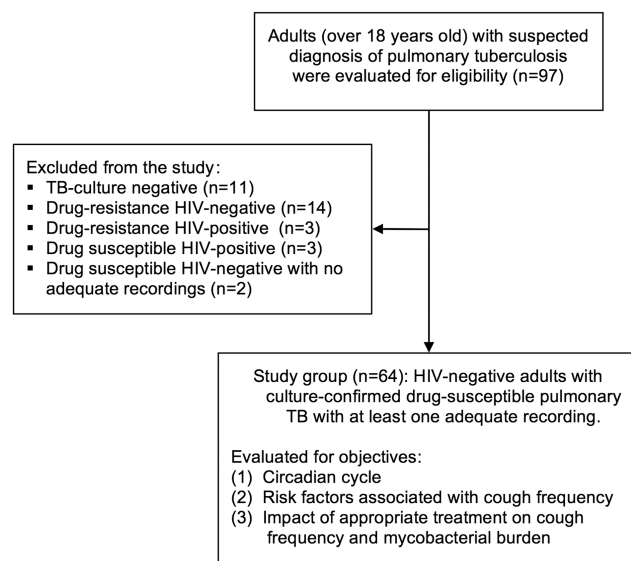 Adults (over 18 years old) with suspected
diagnosis of pulmonary tuberculosis
were evaluated for eligibility (n=97)
Excluded from the study:
▪ TB-culture negative (n=11)
▪ Drug-resistance HIV-negative (n=14)
▪ Drug-resistance HIV-positive (n=3)
▪ Drug susceptible HIV-positive (n=3)
▪ Drug susceptible HIV-negative with no
adequate recordings (n=2)
Study group (n=64): HIV-negative adults with
culture-confirmed drug-susceptible pulmonary
TB with at least one adequate recording.
Evaluated for objectives:
(1) Circadian cycle
(2) Risk factors associated with cough frequency
(3) Impact of appropriate treatment on cough
frequency and mycobacterial burden